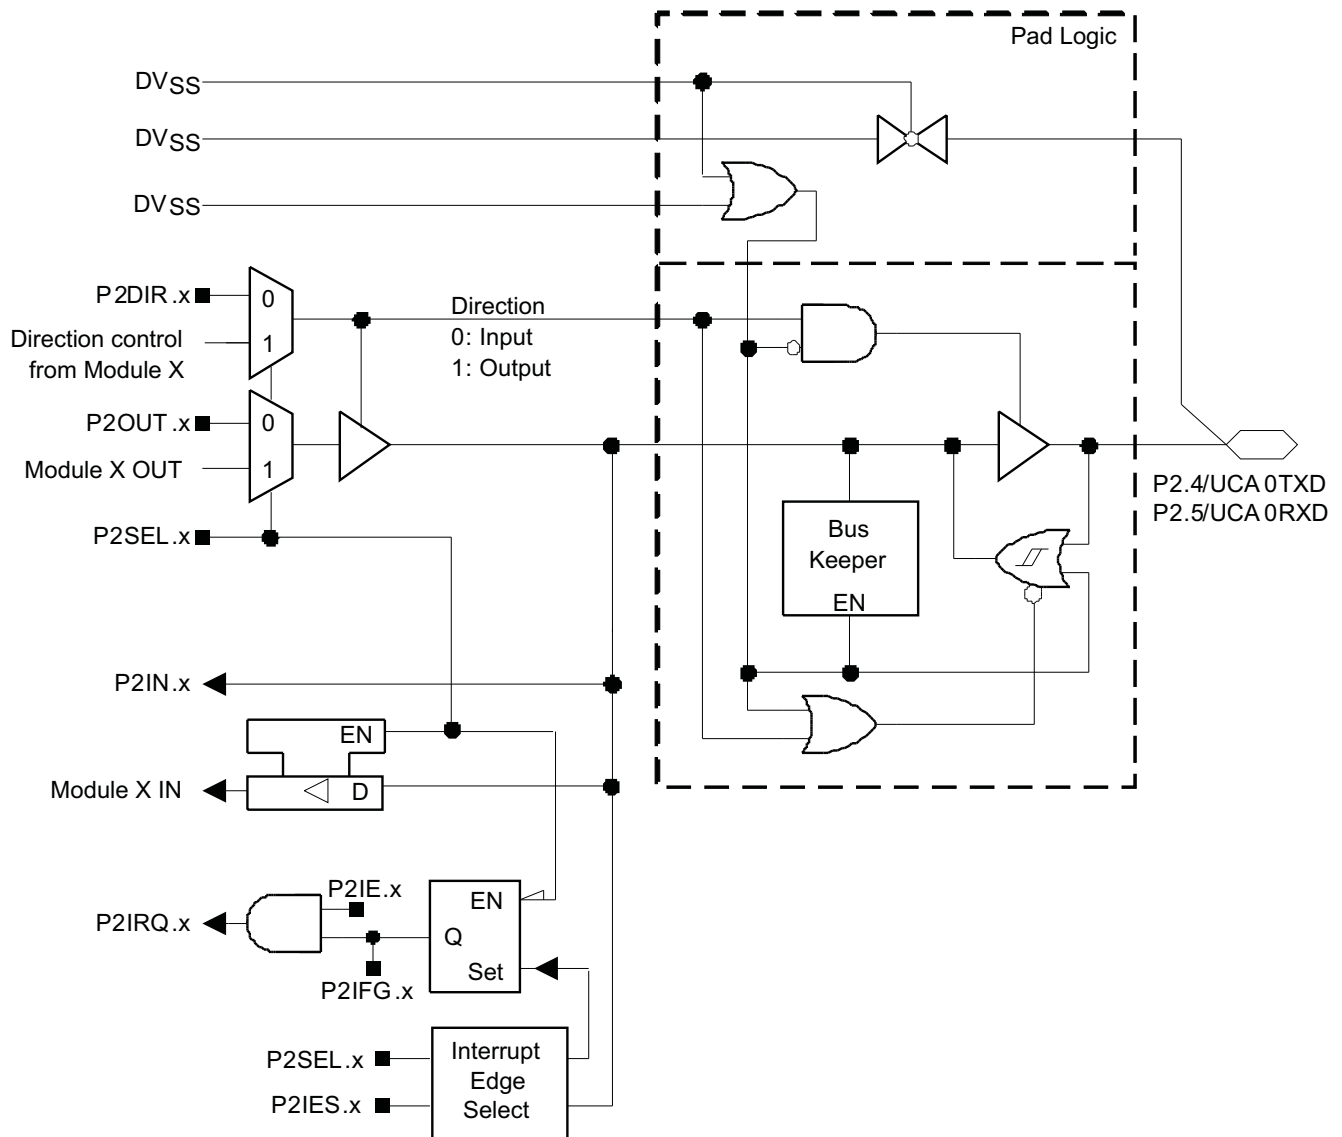 Pad Logic
DVSS
DVSS
DVSS
P2DIR.x
0
1
Direction control
from Module X
Direction
0: Input
1: Output
P2OUT.x
0
1
Module X OUT
P2SEL.x
P2.4/UCA0TXD
P2.5/UCA0RXD
Bus
Keeper
EN
P2IN.x
EN
Module X IN
D
P2IE.x
P2IRQ.x
EN
Q
Set
P2IFG.x
P2SEL.x
P2IES.x
Interrupt
Edge
Select